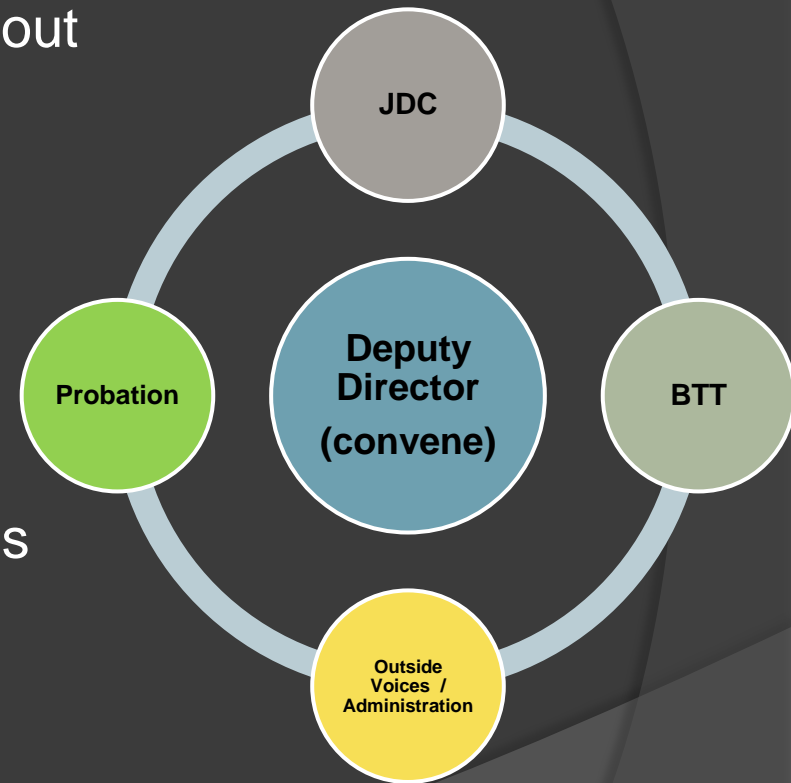 out
JDC
Probation
Deputy
Director
(convene)
BTT
s
Outside
Voices /
Administration